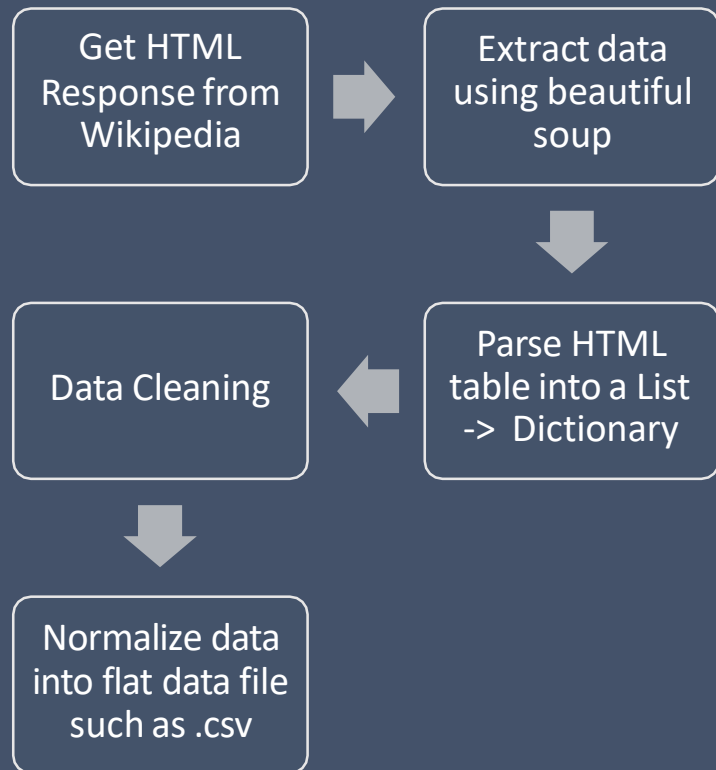 Get HTML
Response from
Wikipedia
Extract data
using beautiful
soup
Parse HTML
table into a List
-> Dictionary
Data Cleaning
Normalize data
into flat data file
such as .csv